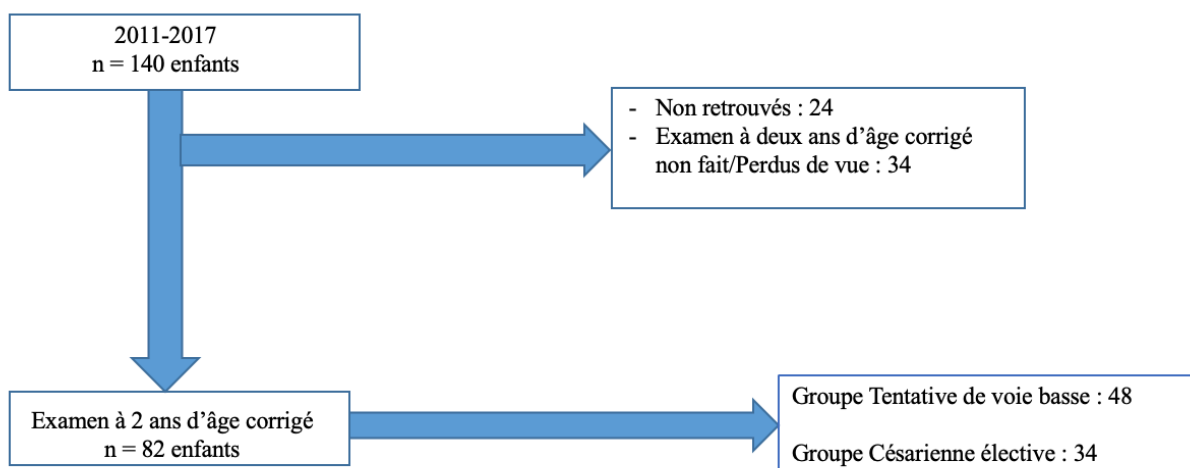 2011-2017
n = 140 enfants
- Non retrouvés : 24
- Examen à deux ans d’âge corrigé
non fait/Perdus de vue : 34
Examen à 2 ans d’âge corrigé
n = 82 enfants
Groupe Tentative de voie basse : 48
Groupe Césarienne élective : 34